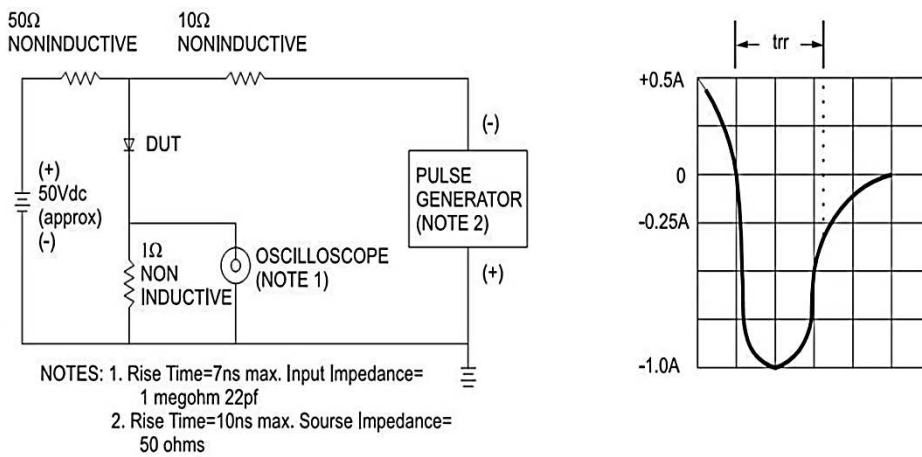 50Ω
NONINDUCTIVE
10Ω
NONINDUCTIVE
DUT
(+)
50Vdc
(approx)
(-)
1Ω
NON
INDUCTIVE
OSCILLOSCOPE
(NOTE 1)
(-)
PULSE
GENERATOR
(NOTE 2)
(+)
NOTES: 1. Rise Time=7ns max. Input Impedance=
1 megohm 22pf
2. Rise Time=10ns max. Sourse Impedance=
50 ohms
trr
+0.5A
0
-0.25A
-1.0A